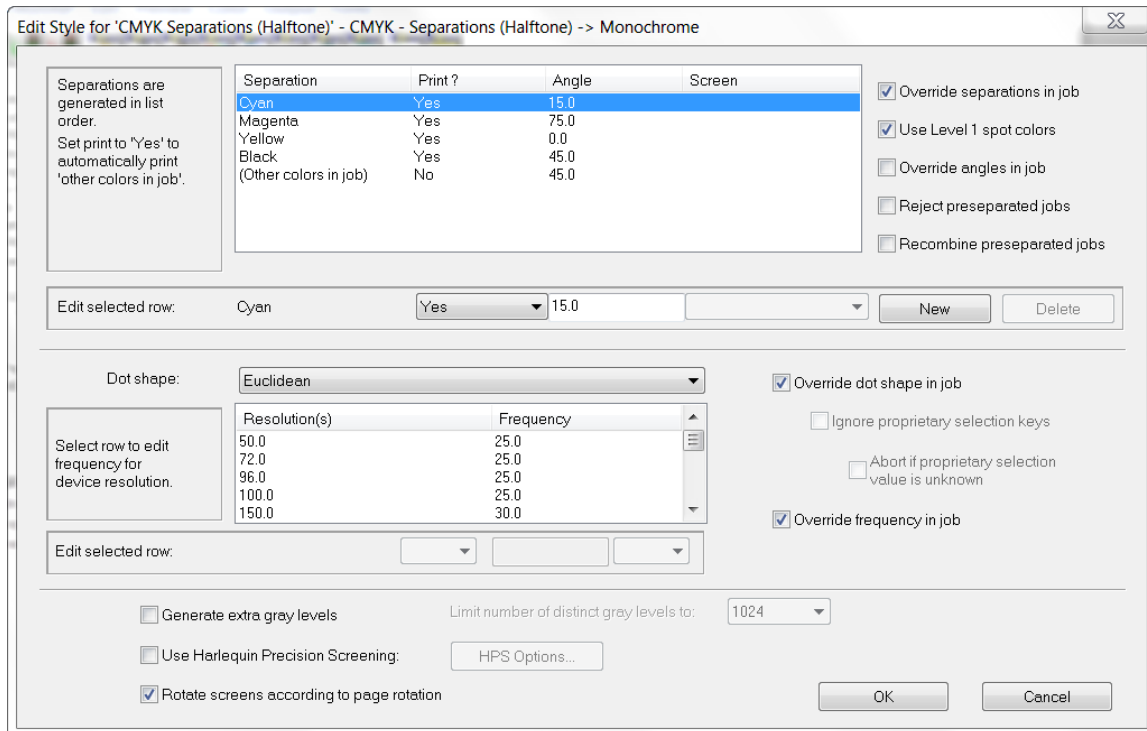 Edit Style for 'CMYK Separations (Halftone)' - CMYK - Separations (Halftone) -> Monochrome
Separations are
generated in list
order.
Set print to 'Yes' to
automatically print
'other colors in job'.
Separation Print ? Angle Screen
Cyan Yes 15.0
Magenta Yes 75.0
Yellow Yes 0.0
Black Yes 45.0
(Other colors in job) No 45.0
Override separations in job
Use Level 1 spot colors
Override angles in job
Reject preseparated jobs
Recombine preseparated jobs
Edit selected row: Cyan Yes 15.0 New Delete
Dot shape: Euclidean
Override dot shape in job
Ignore proprietary selection keys
Abort if proprietary selection
value is unknown
Override frequency in job
Select row to edit
frequency for
device resolution.
Resolution(s) Frequency
50.0 25.0
72.0 25.0
96.0 25.0
100.0 25.0
150.0 30.0
Edit selected row:
Generate extra gray levels Limit number of distinct gray levels to: 1024
Use Harlequin Precision Screening: HPS Options...
Rotate screens according to page rotation
OK Cancel